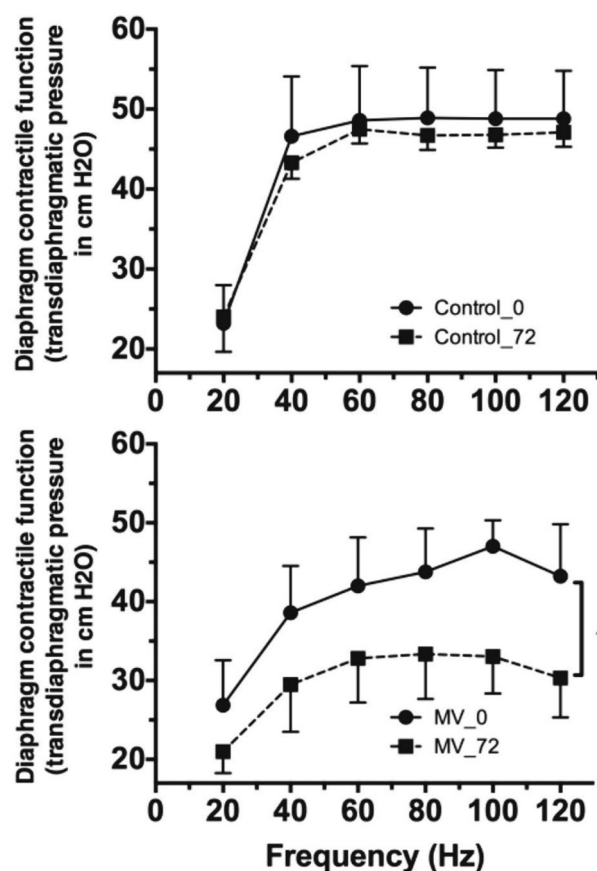 Diaphragm contractile function
(transdiaphragmatic pressure
in cm H2O)
60
50
40
30
20
Control_0
Control_72
0 20 40 60 80 100 120
Diaphragm contractile function
(transdiaphragmatic pressure
in cm H2O)
60
50
40
30
20
MV_0
MV_72
0 20 40 60 80 100 120
Frequency (Hz)